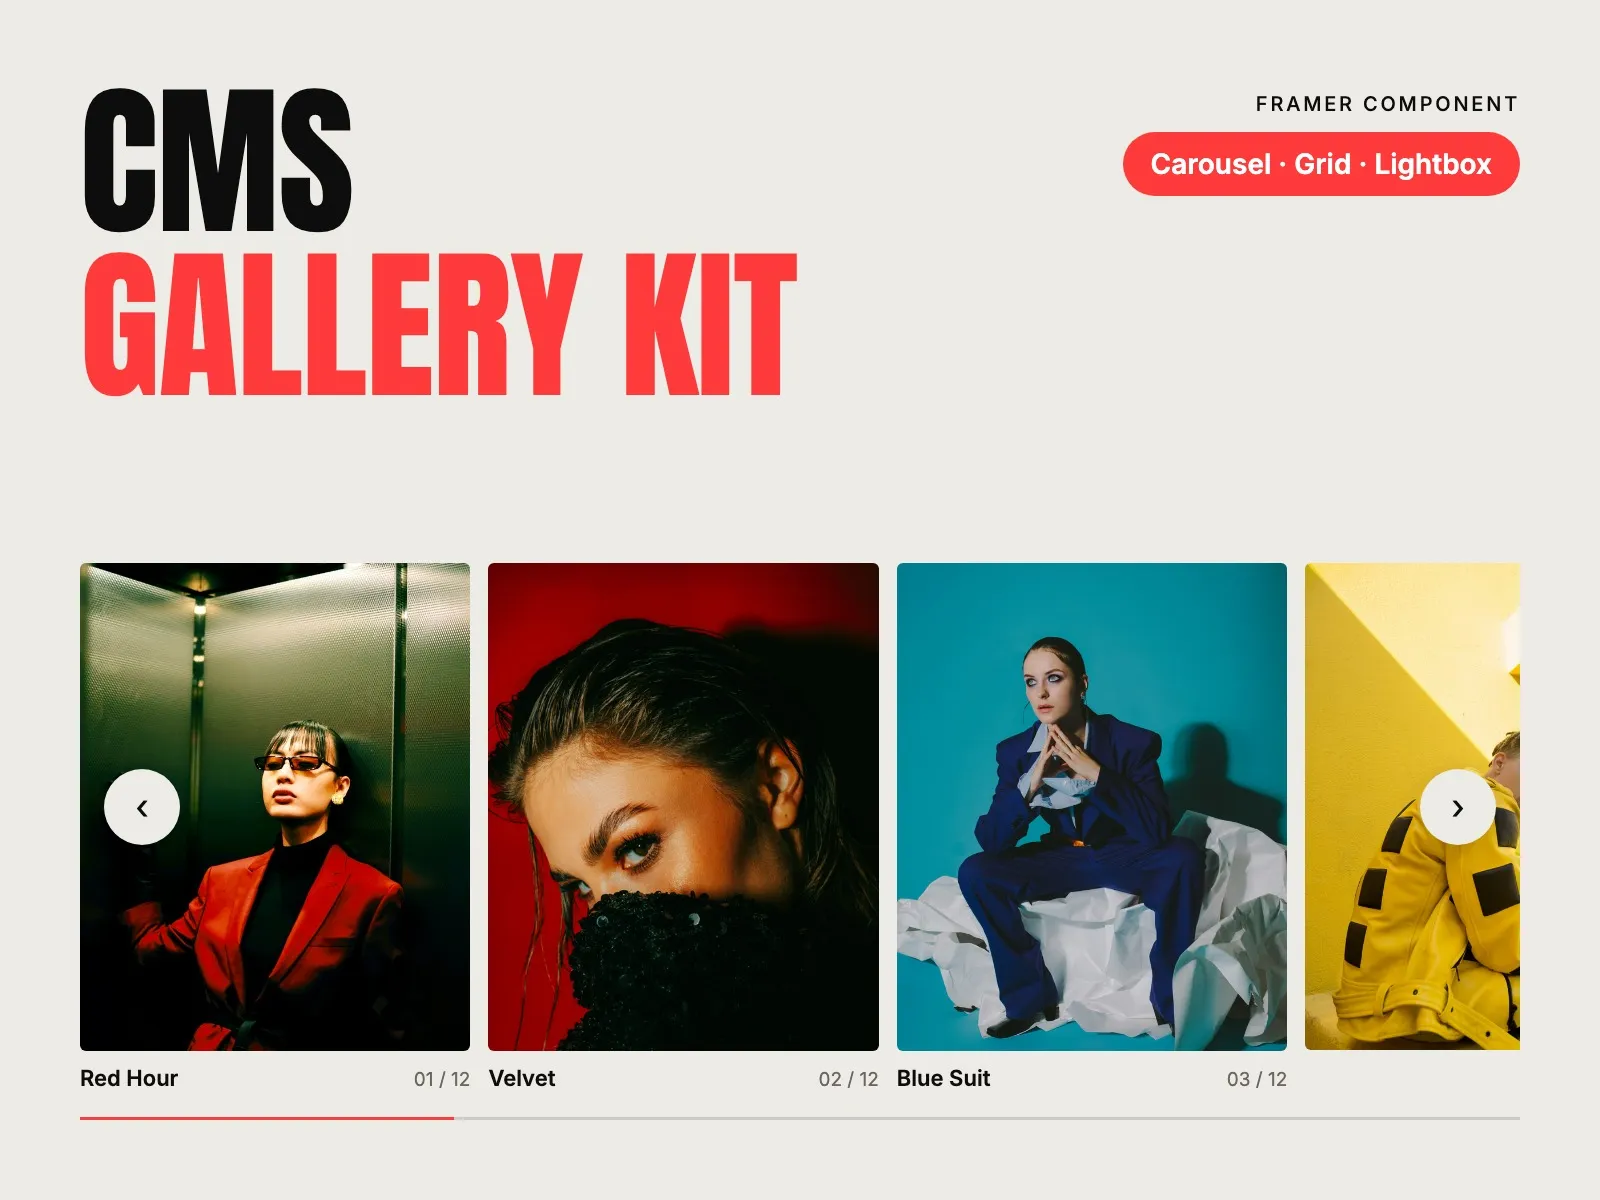 CMS
GALLERY KIT
FRAMER COMPONENT
Carousel · Grid · Lightbox
‹
›
Red Hour
01 / 12
Velvet
02 / 12
Blue Suit
03 / 12